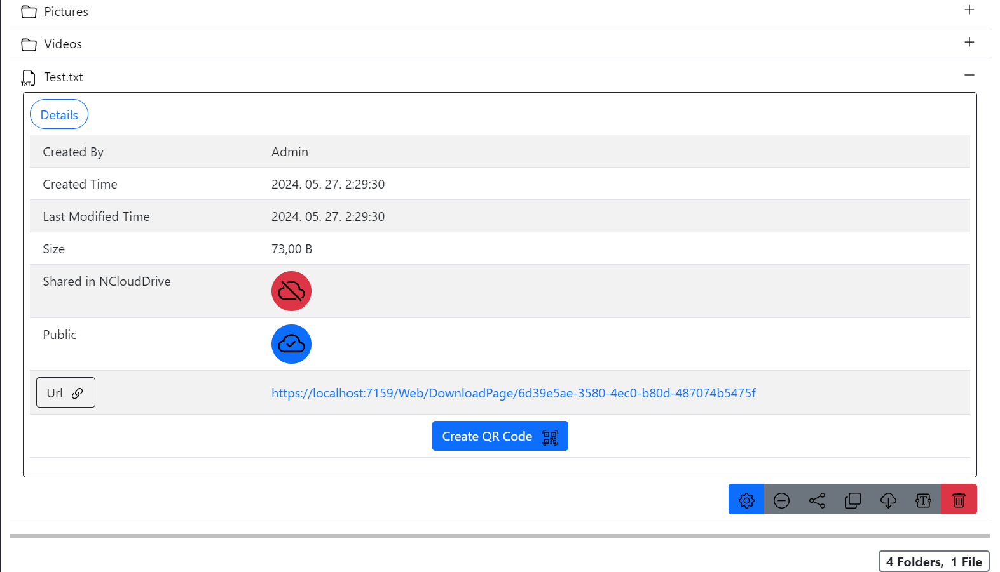 Pictures
Videos
TXT Test.txt
Details
Created By Admin
Created Time 2024. 05. 27. 2:29:30
Last Modified Time 2024. 05. 27. 2:29:30
Size 73,00 B
Shared in NCloudDrive
Public
Url https://localhost:7159/Web/DownloadPage/6d39e5ae-3580-4ec0-b80d-487074b5475f
Create QR Code
T
4 Folders, 1 File